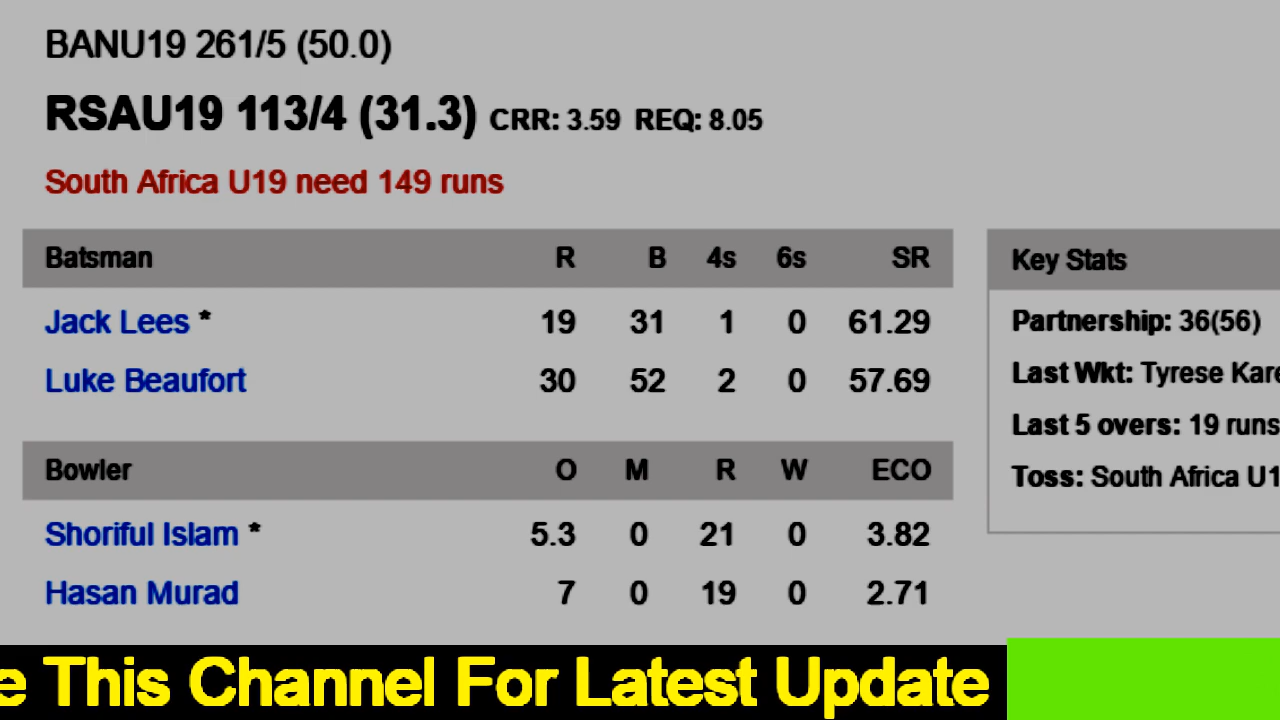 BANU19 261/5 (50.0)
RSAU19 113/4 (31.3) CRR: 3.59 REQ: 8.05
South Africa U19 need 149 runs
Batsman R B 4s 6s SR
Jack Lees * 19 31 1 0 61.29
Luke Beaufort 30 52 2 0 57.69
Bowler O M R W ECO
Shoriful Islam * 5.3 0 21 0 3.82
Hasan Murad 7 0 19 0 2.71
Key Stats
Partnership: 36(56)
Last Wkt: Tyrese
Last 5 overs: 19 runs
Toss: South Africa
This Channel For Latest Update